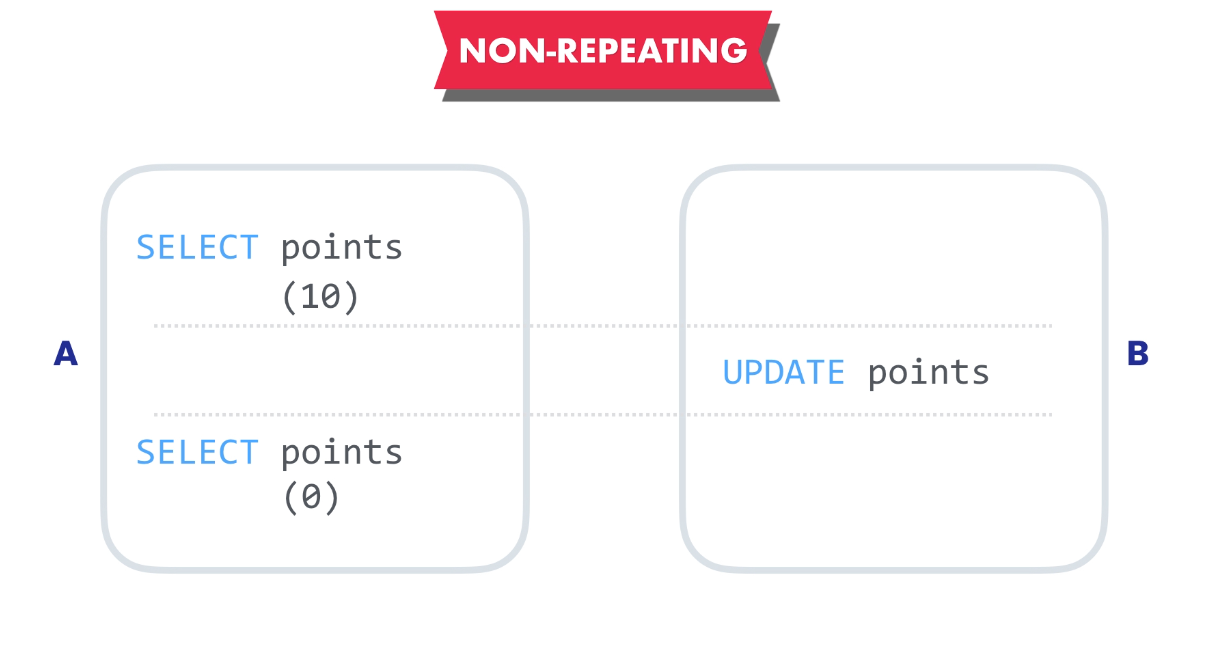 NON-REPEATING
SELECT points
(10)
A
UPDATE points
B
SELECT points
(0)